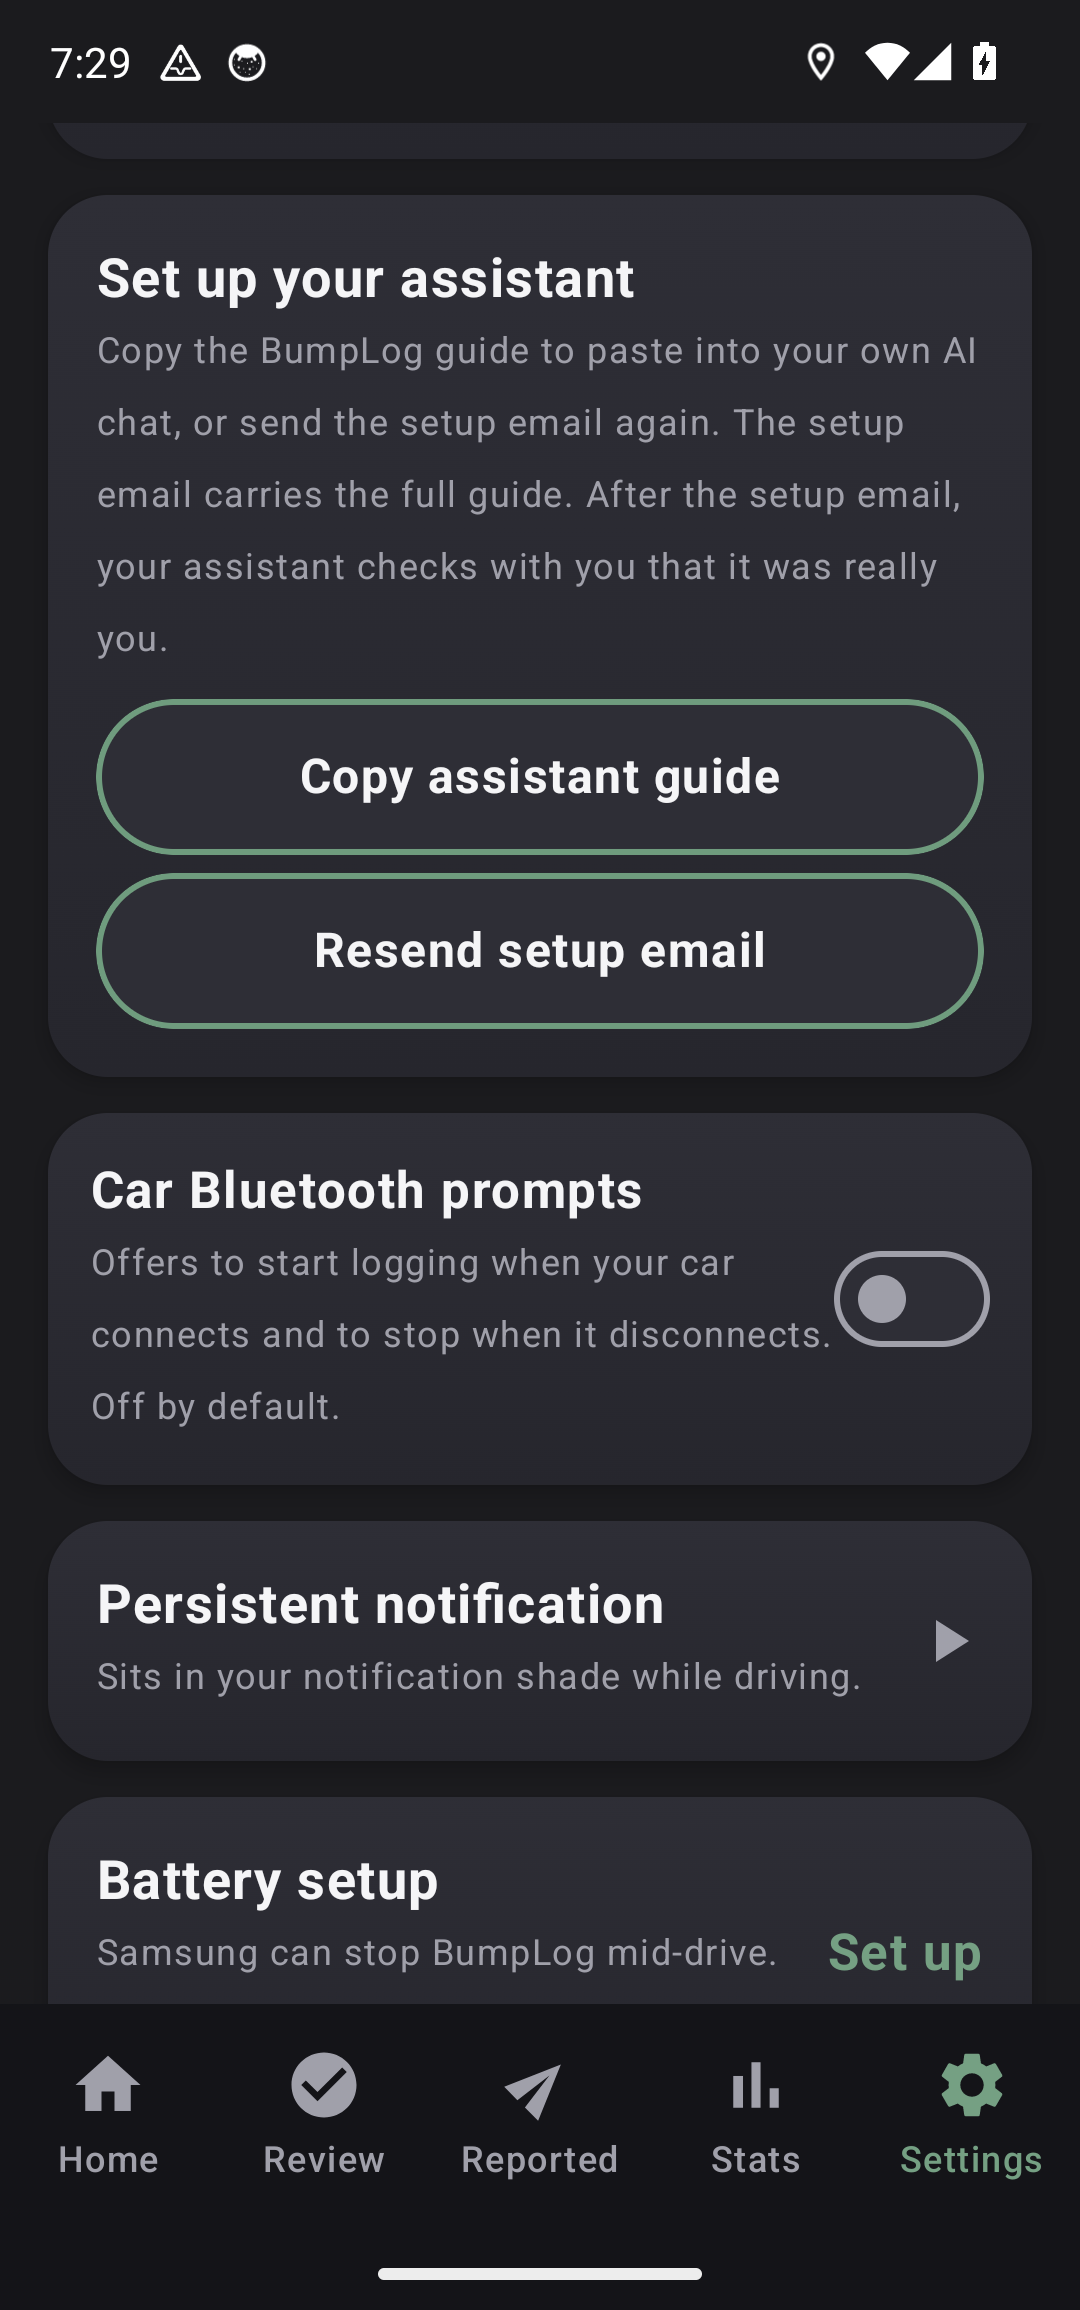 7:29
Set up your assistant
Copy the BumpLog guide to paste into your own AI
chat, or send the setup email again. The setup
email carries the full guide. After the setup email,
your assistant checks with you that it was really
you.
Copy assistant guide
Resend setup email
Car Bluetooth prompts
Offers to start logging when your car
connects and to stop when it disconnects.
Off by default.
Persistent notification
Sits in your notification shade while driving.
Battery setup
Samsung can stop BumpLog mid-drive.
Set up
Home
Review
Reported
Stats
Settings